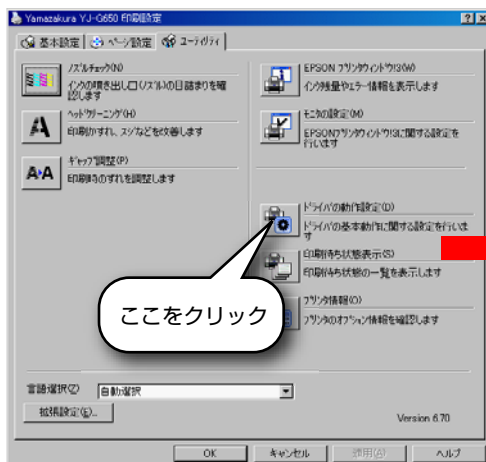 Yamazakura YJ-G650 印刷設定
基本設定
ページ設定
ユーティリティ
ノズルチェック(N)
インクの噴き出し口(ノズル)の目詰まりを確
認します
ヘッドクリーニング(H)
印刷かすれ、スジなどを改善します
ギャップ調整(P)
印刷時のずれを調整します
EPSON プリンタウィンドウ!3(W)
インク残量やエラー情報を表示します
モニタの設定(M)
EPSONプリンタウィンドウ!3に関する設定を
行います
ドライバの動作設定(D)
ドライバの基本動作に関する設定を行いま
す
印刷待ち状態表示(S)
印刷待ち状態の一覧を表示します
プリンタ情報(O)
プリンタのオプション情報を確認します
ここをクリック
言語選択(Z)
自動選択
拡張設定(E)...
Version 6.70
OK
キャンセル
適用(A)
ヘルプ